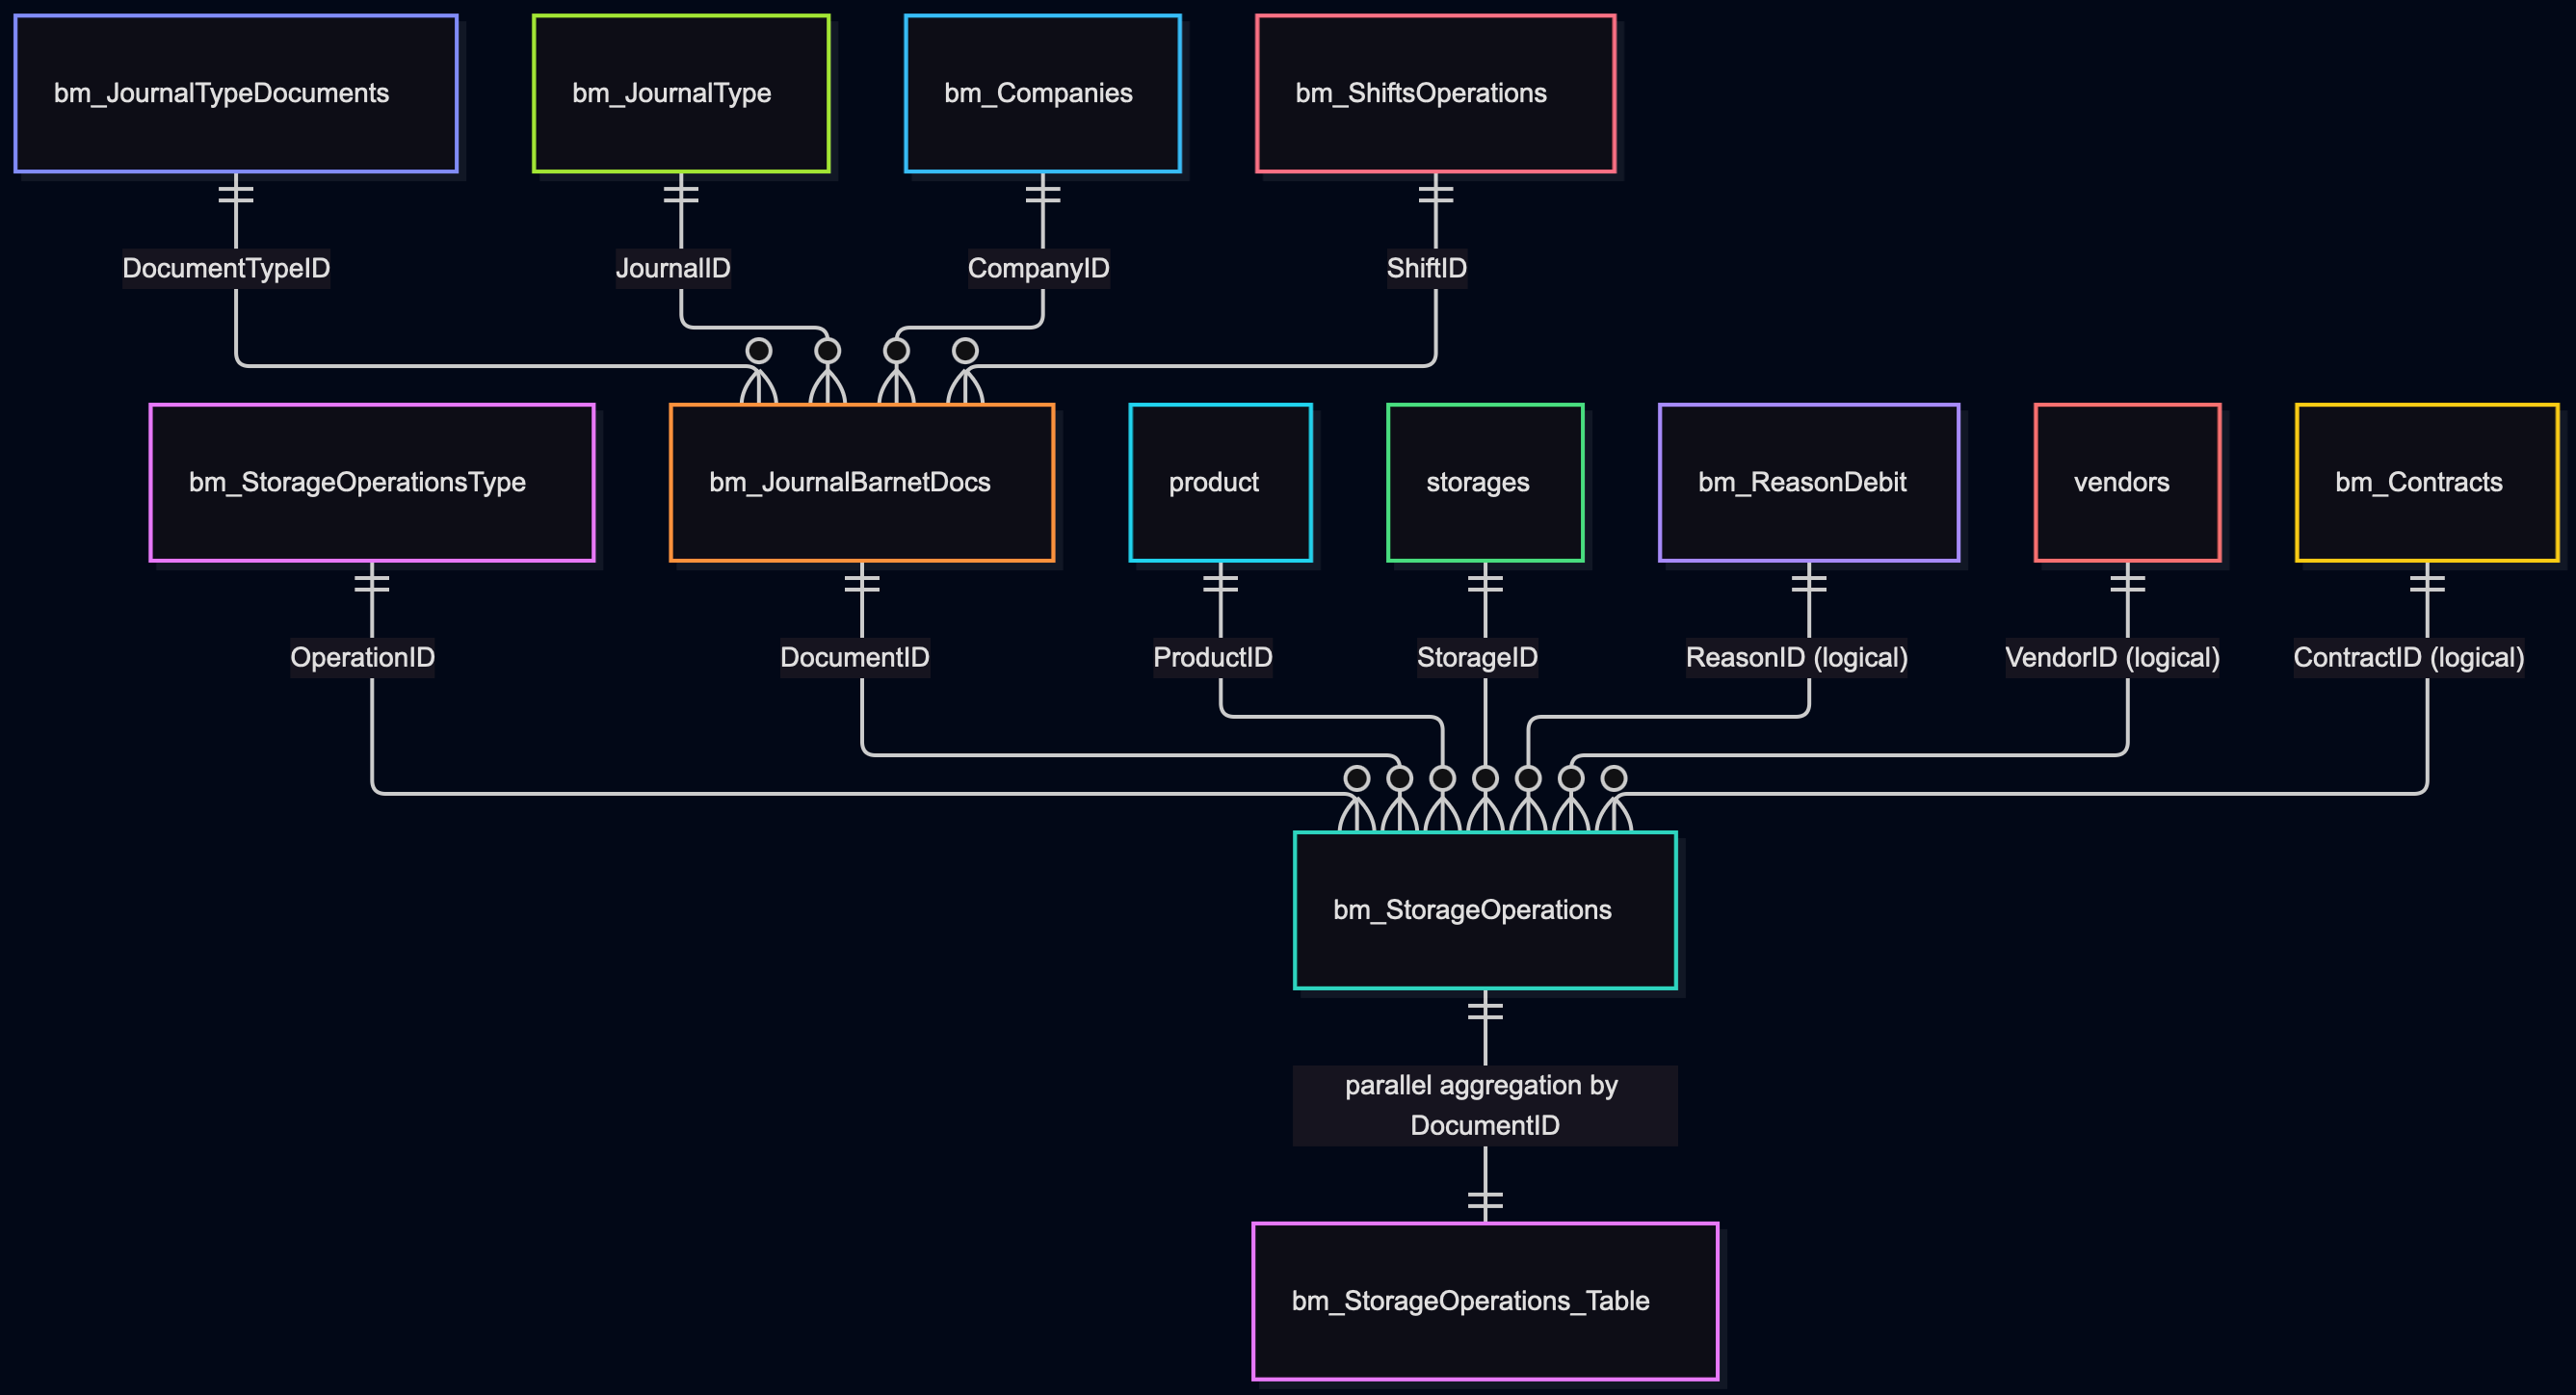 bm_JournalTypeDocuments
bm_JournalType
bm_Companies
bm_ShiftsOperations
DocumentTypeID
JournalID
CompanyID
ShiftID
bm_StorageOperationsType
bm_JournalBarnetDocs
product
storages
bm_ReasonDebit
vendors
bm_Contracts
OperationID
DocumentID
ProductID
StorageID
ReasonID (logical)
VendorID (logical)
ContractID (logical)
bm_StorageOperations
parallel aggregation by
DocumentID
bm_StorageOperations_Table